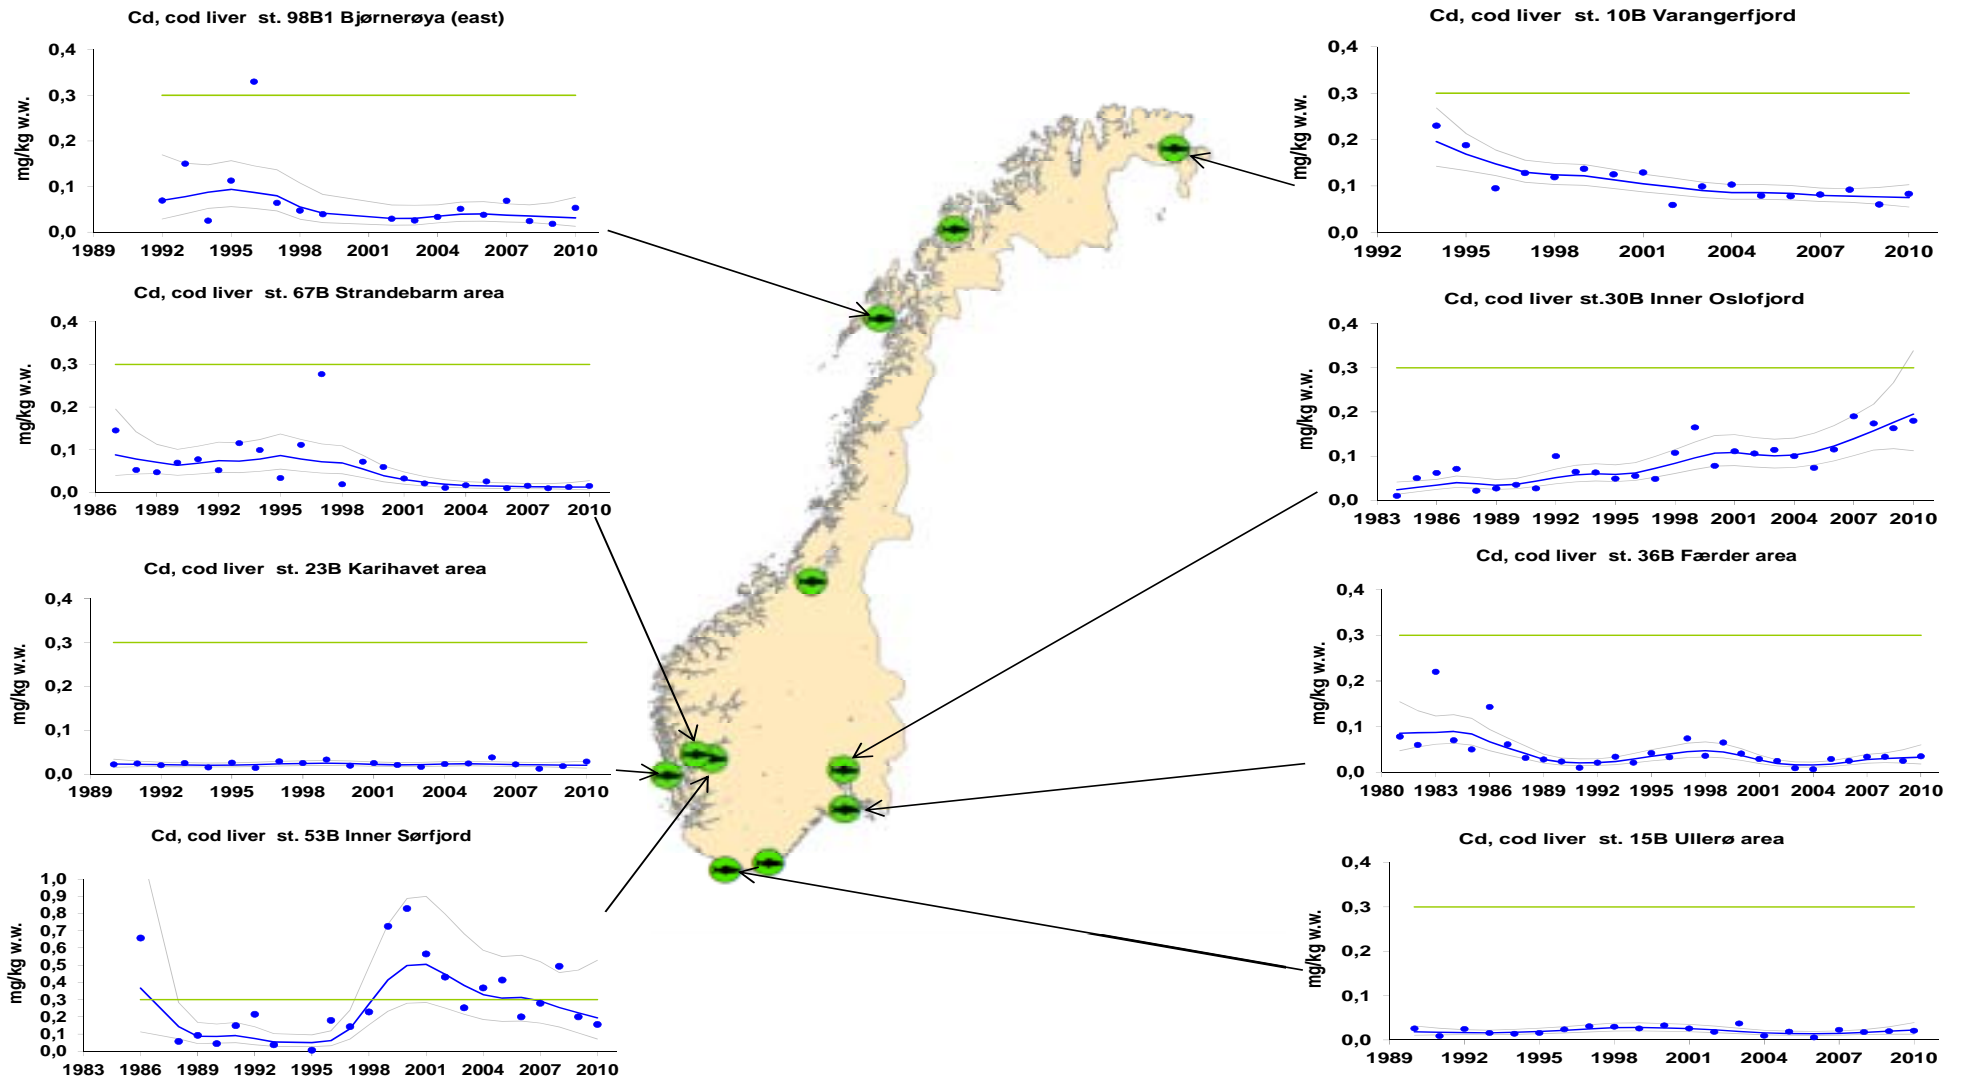 Cd, cod liver st. 98B1 Bjørnerøya (east)
mg/kg w.w.
0,4
0,3
0,2
0,1
0,0
1989 1992 1995 1998 2001 2004 2007 2010
Cd, cod liver st. 67B Strandebarm area
mg/kg w.w.
0,4
0,3
0,2
0,1
0,0
1986 1989 1992 1995 1998 2001 2004 2007 2010
Cd, cod liver st. 23B Karihavet area
mg/kg w.w.
0,4
0,3
0,2
0,1
0,0
1989 1992 1995 1998 2001 2004 2007 2010
Cd, cod liver st. 53B Inner Sørfjord
mg/kg w.w.
1,0
0,9
0,8
0,7
0,6
0,5
0,4
0,3
0,2
0,1
0,0
1983 1986 1989 1992 1995 1998 2001 2004 2007 2010
Cd, cod liver st. 10B Varangerfjord
mg/kg w.w.
0,4
0,3
0,2
0,1
0,0
1992 1995 1998 2001 2004 2007 2010
Cd, cod liver st.30B Inner Oslofjord
mg/kg w.w.
0,4
0,3
0,2
0,1
0,0
1983 1986 1989 1992 1995 1998 2001 2004 2007 2010
Cd, cod liver st. 36B Færder area
mg/kg w.w.
0,4
0,3
0,2
0,1
0,0
1980 1983 1986 1989 1992 1995 1998 2001 2004 2007 2010
Cd, cod liver st. 15B Ullerø area
mg/kg w.w.
0,4
0,3
0,2
0,1
0,0
1989 1992 1995 1998 2001 2004 2007 2010